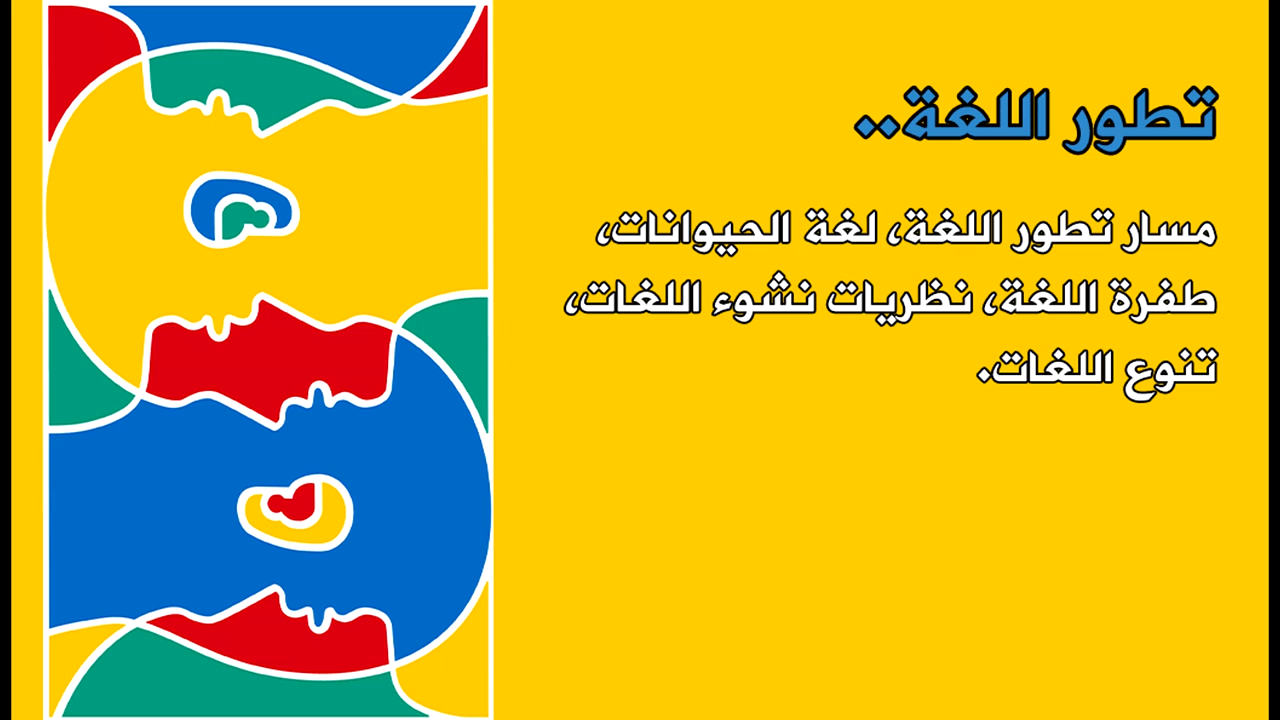 تطور اللغة..
مسار تطور اللغة، لغة الحيوانات،
طفرة اللغة، نظريات نشوء اللغات،
تنوع اللغات.